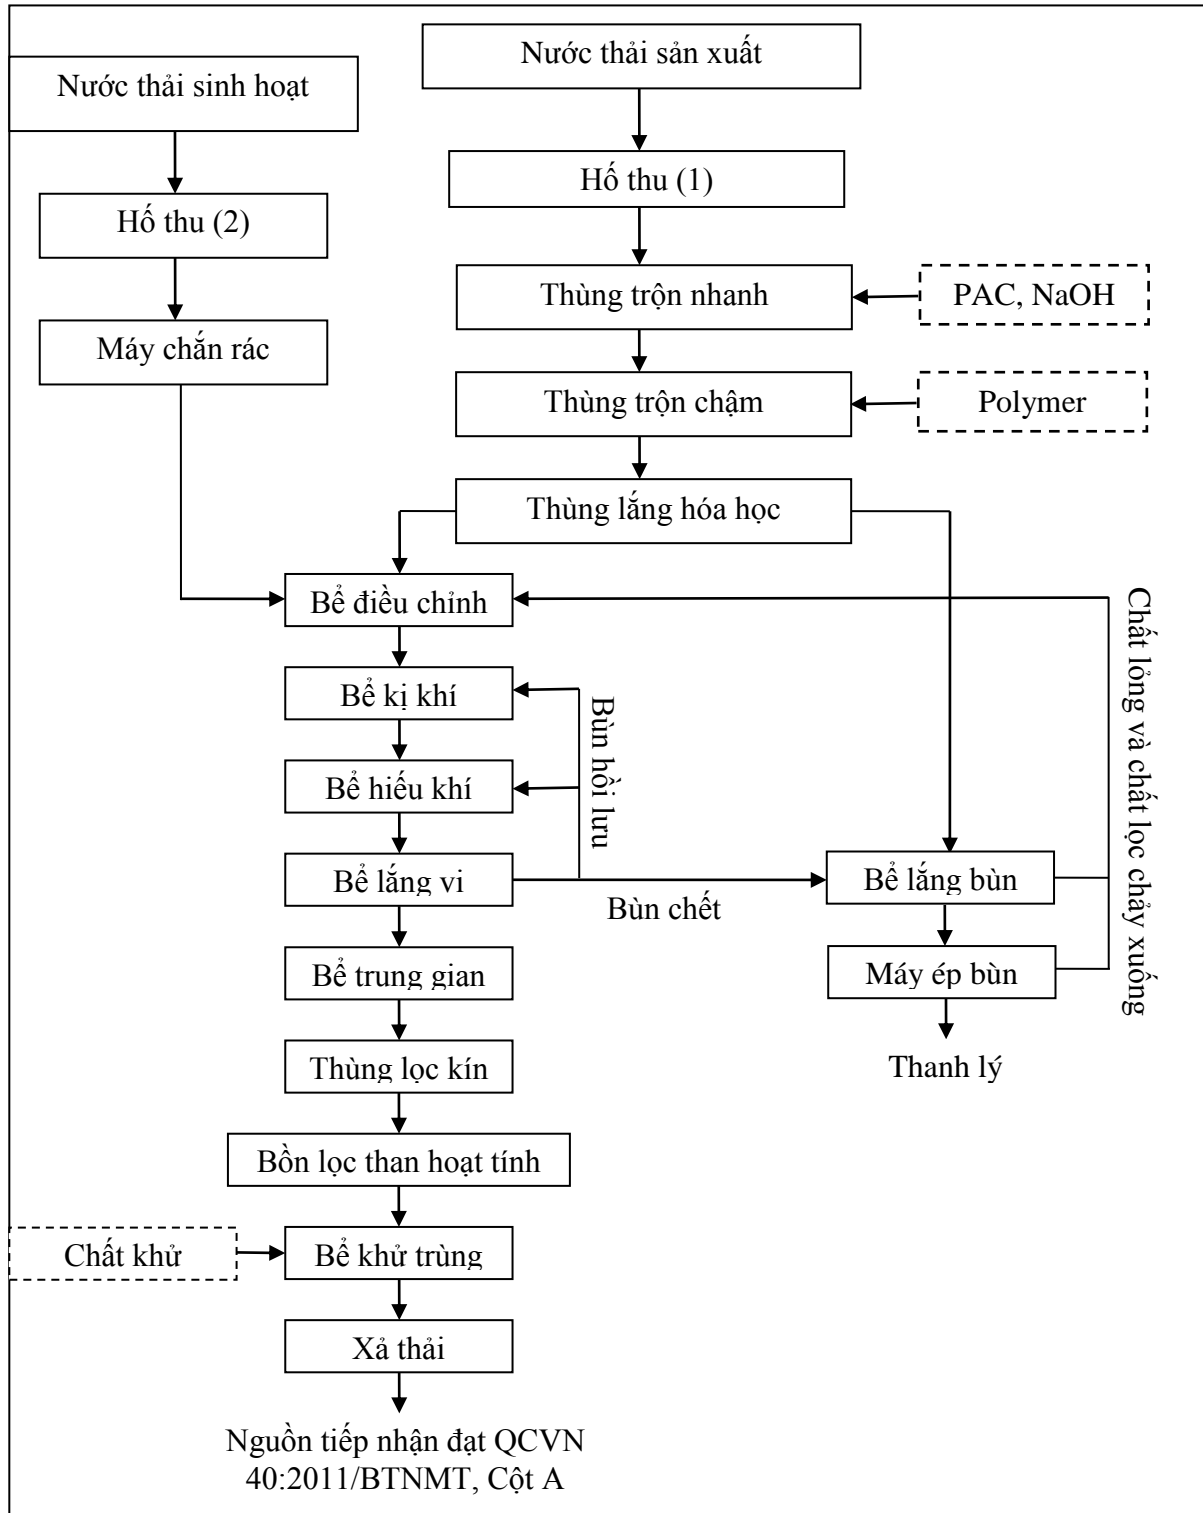 Nước thải sản xuất
Nước thải sinh hoạt
Hố thu (1)
Hố thu (2)
Thùng trộn nhanh
PAC, NaOH
Máy chắn rác
Thùng trộn chậm
Polymer
Thùng lắng hóa học
Bể điều chỉnh
Chất lỏng và chất lọc chảy xuống
Bể kị khí
Bùn hồi lưu
Bể hiếu khí
Bể lắng vi
Bùn chết
Bể lắng bùn
Bể trung gian
Máy ép bùn
Thùng lọc kín
Thanh lý
Bồn lọc than hoạt tính
Chất khử
Bể khử trùng
Xả thải
Nguồn tiếp nhận đạt QCVN
40:2011/BTNMT, Cột A